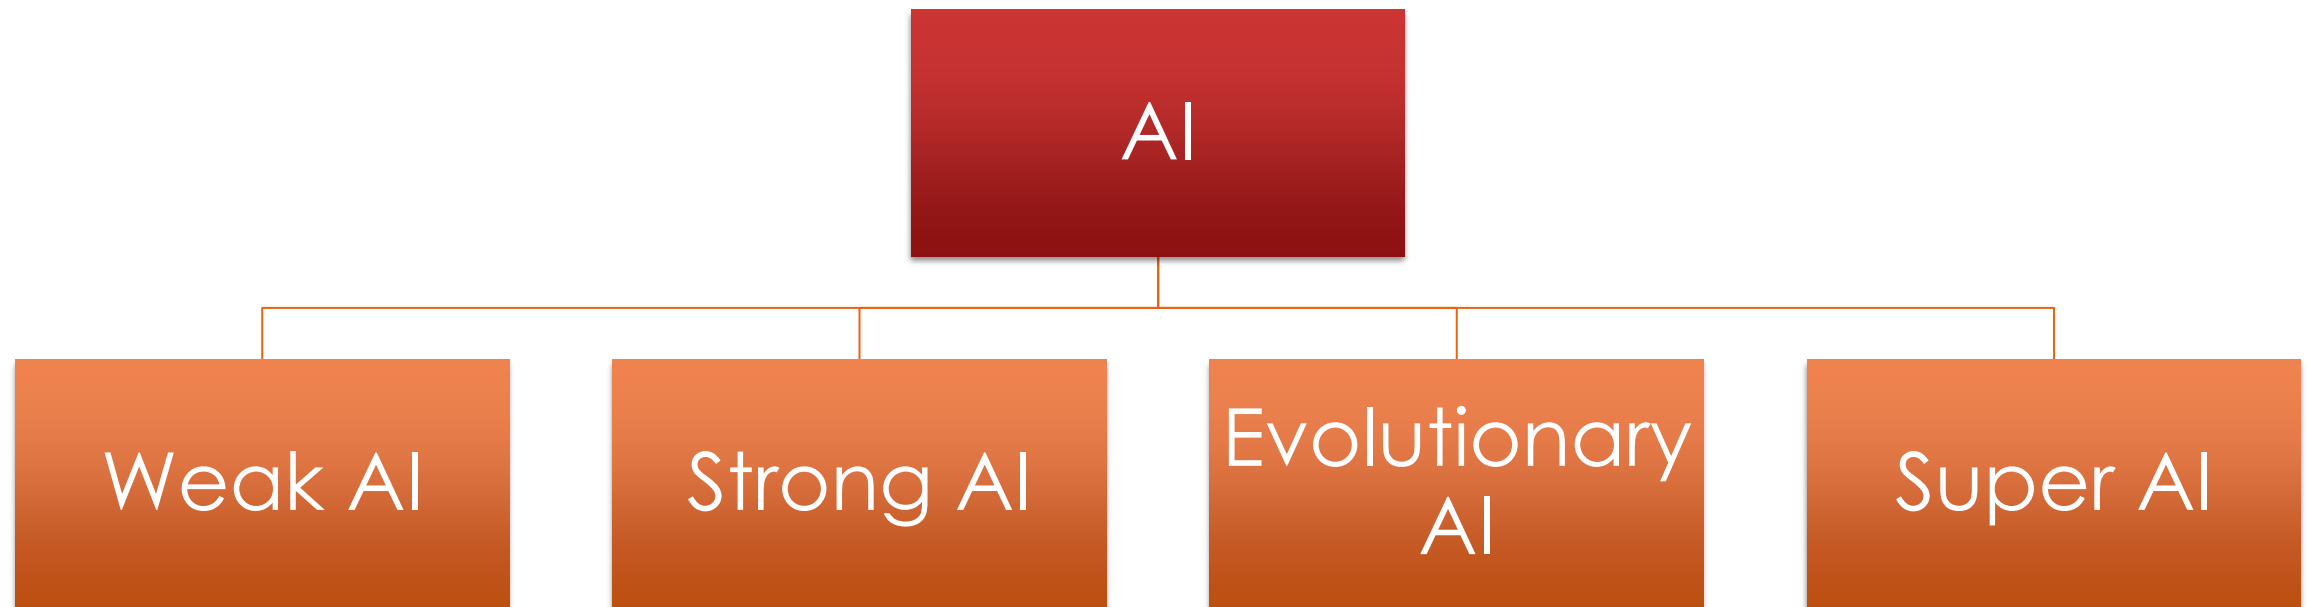 AI
Weak AI
Strong AI
Evolutionary
AI
Super AI